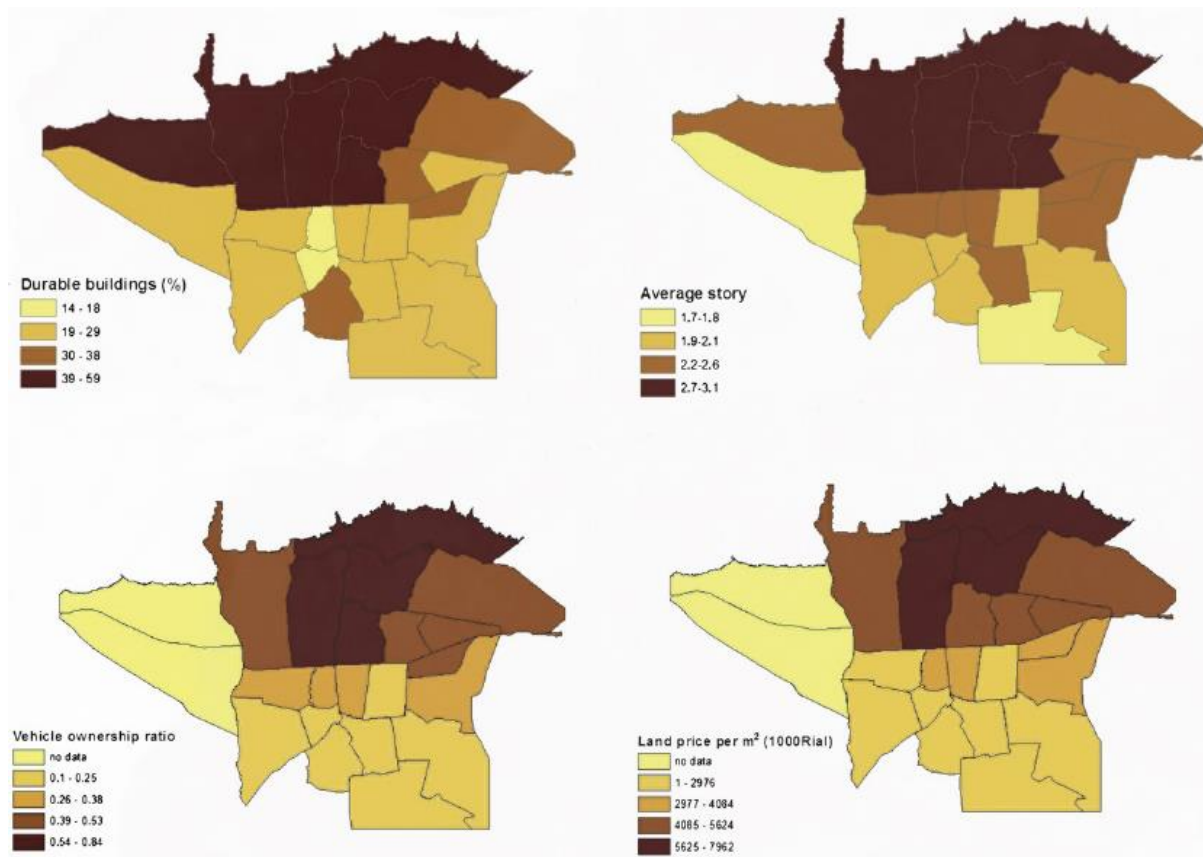 Durable buildings (%)
14 - 18
19 - 29
30 - 38
39 - 59
Average story
1.7-1.8
1.9-2.1
2.2-2.6
2.7-3.1
Vehicle ownership ratio
no data
0.1 - 0.25
0.26 - 0.38
0.39 - 0.53
0.54 - 0.84
Land price per m² (1000Rial)
no data
1 - 2976
2977 - 4084
4085 - 5624
5625 - 7962